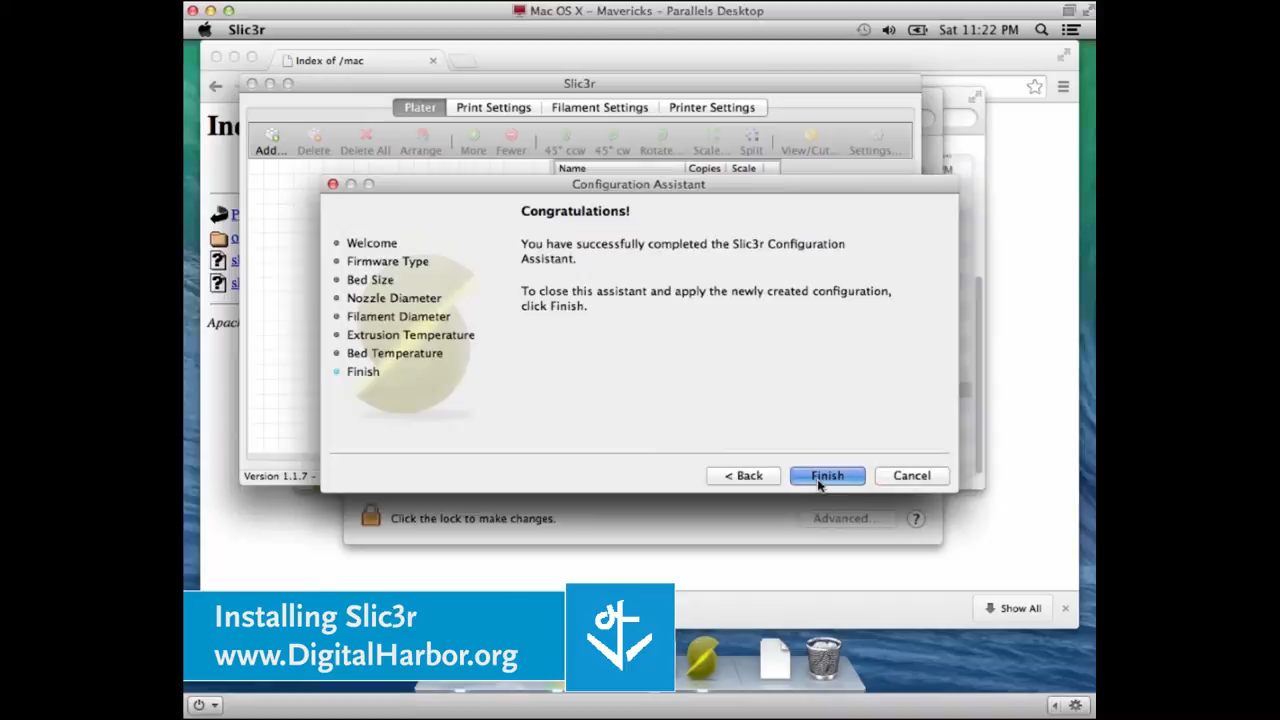 Mac OS X – Mavericks – Parallels Desktop
Slic3r
Sat 11:22 PM
Index of /mac
Slic3r
Plater
Print Settings
Filament Settings
Printer Settings
Add...
Delete
Delete All
Arrange
More
Fewer
45° ccw
45° cw
Rotate...
Scale...
Split
View/Cut...
Settings...
Name
Copies
Scale
Configuration Assistant
Welcome
Firmware Type
Bed Size
Nozzle Diameter
Filament Diameter
Extrusion Temperature
Bed Temperature
Finish
Congratulations!
You have successfully completed the Slic3r Configuration
Assistant.
To close this assistant and apply the newly created configuration,
click Finish.
< Back
Finish
Cancel
Version 1.1.7 –
Click the lock to make changes.
Advanced...
?
Show All
Installing Slic3r
www.DigitalHarbor.org